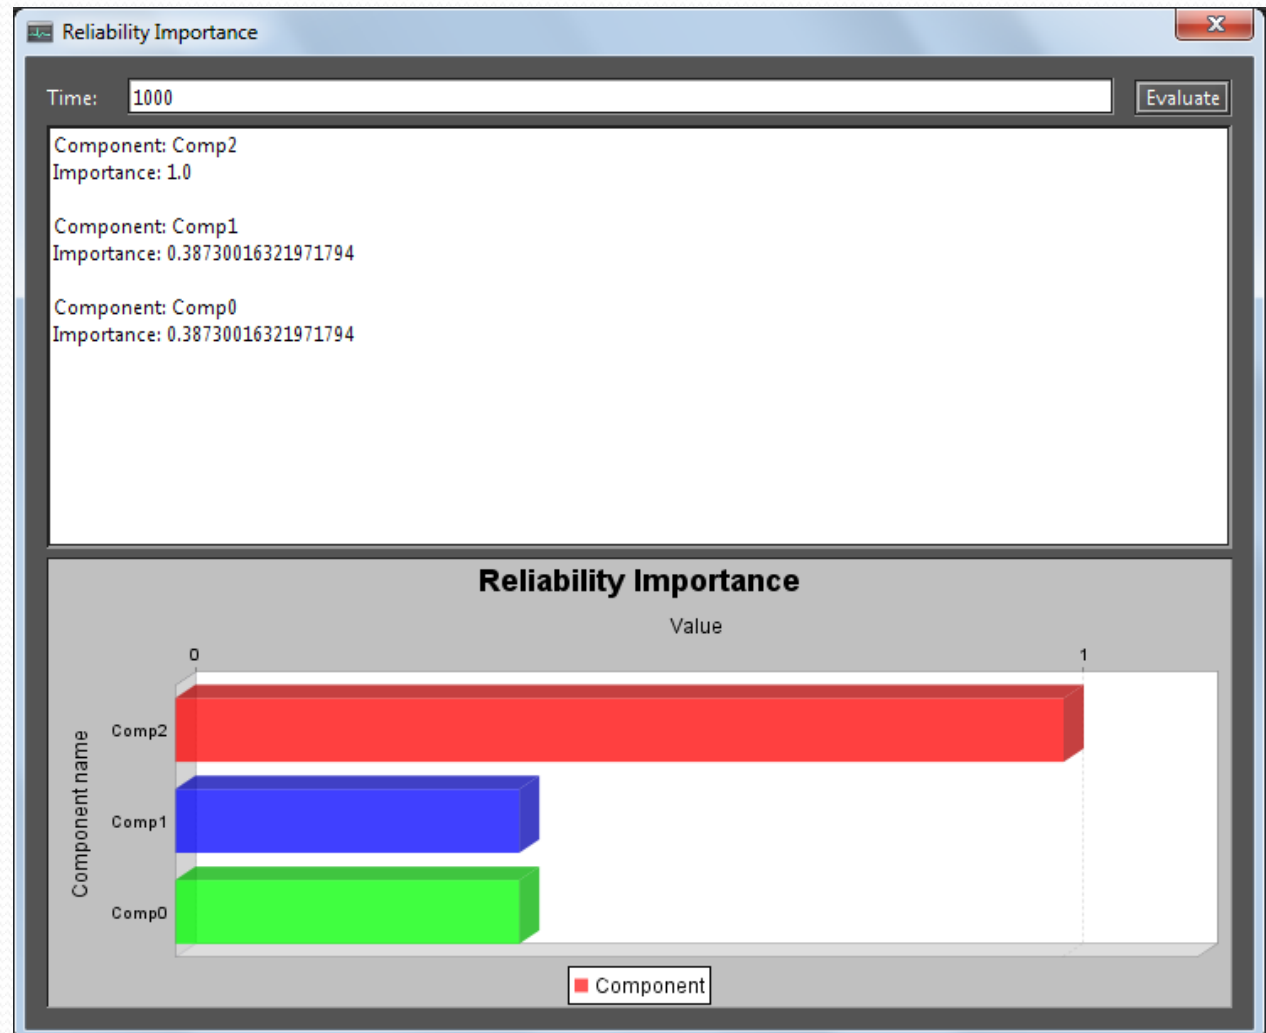 Reliability Importance
Time: 1000 Evaluate
Component: Comp2
Importance: 1.0
Component: Comp1
Importance: 0.38730016321971794
Component: Comp0
Importance: 0.38730016321971794
Reliability Importance
Value
0 1
Component name
Comp2
Comp1
Comp0
Component